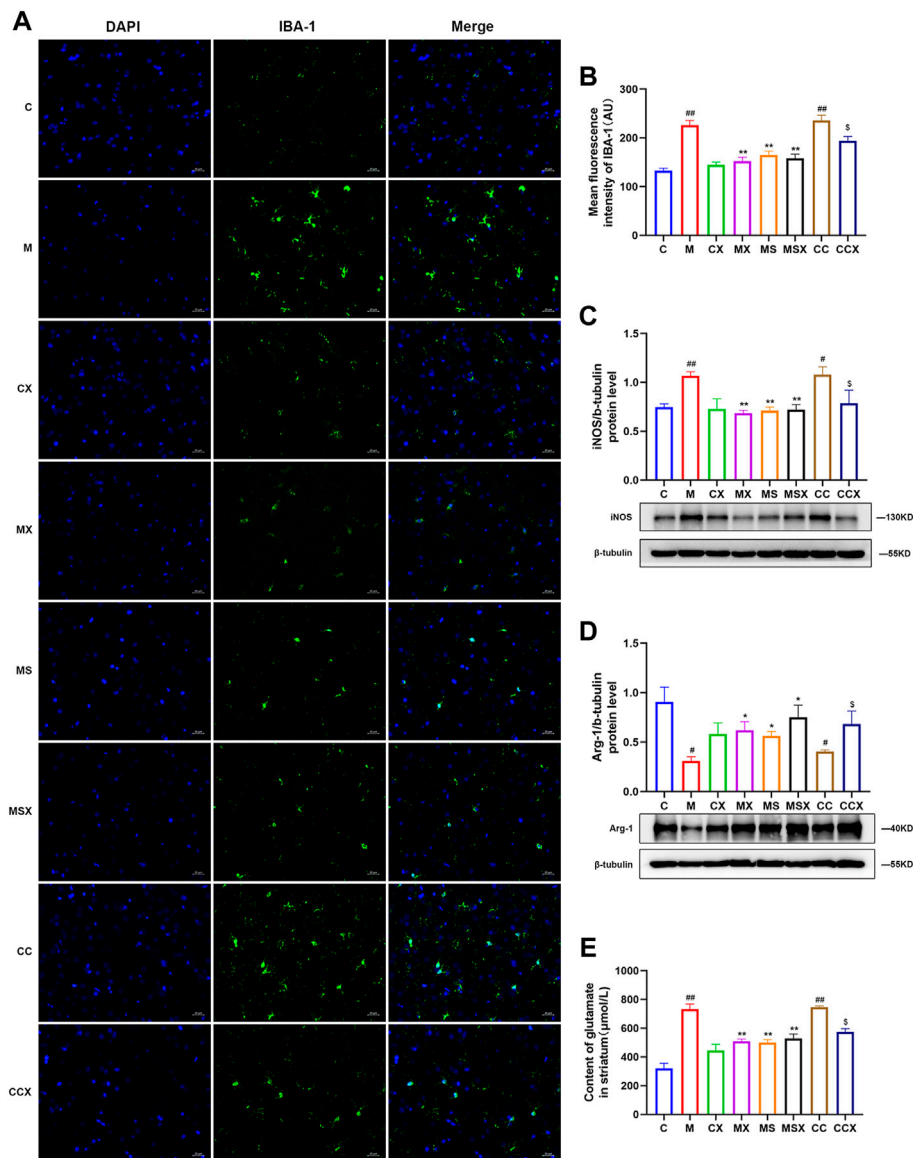 A
DAPI IBA-1 Merge
C
M
CX
MX
MS
MSX
CC
CCX
B
Mean fluorescence
intensity of IBA-1(AU)
300
200
100
0
## ** ** ** ## $
C M CX MX MS MSX CC CCX
C
iNOS/b-tubulin
protein level
1.5
1.0
0.5
0.0
## ** ** ** # $
C M CX MX MS MSX CC CCX
iNOS —130KD
β-tubulin —55KD
D
Arg-1/b-tubulin
protein level
1.5
1.0
0.5
0.0
# * * * # $
C M CX MX MS MSX CC CCX
Arg-1 —40KD
β-tubulin —55KD
E
Content of glutamate
in striatum(μmol/L)
1000
800
600
400
200
0
## ** ** ** ## $
C M CX MX MS MSX CC CCX